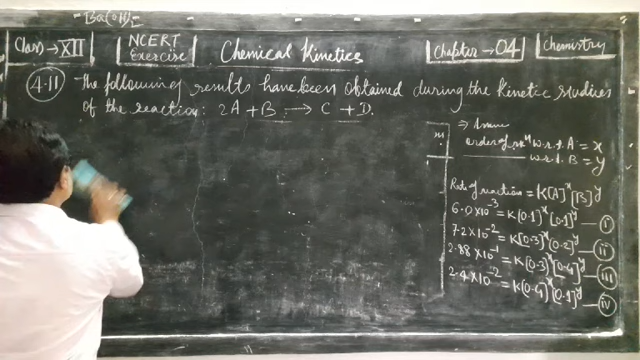 Ba(OH)
Class → XII
NCERT
Exercise
Chemical Kinetics
Chapter → 04
Chemistry
4.11 The following results have been obtained during the kinetic studies
of the reaction: 2A + B → C + D.
⇒ Assume
order of rxⁿ w.r.t. A = x
w.r.t. B = y
Rate of reaction = K[A]ˣ[B]ʸ
6.0×10⁻³ = K[0.1]ˣ[0.1]ʸ — (i)
7.2×10⁻² = K[0.3]ˣ[0.2]ʸ — (ii)
2.88×10⁻¹ = K[0.3]ˣ[0.4]ʸ — (iii)
2.4×10⁻² = K[0.4]ˣ[0.1]ʸ — (iv)